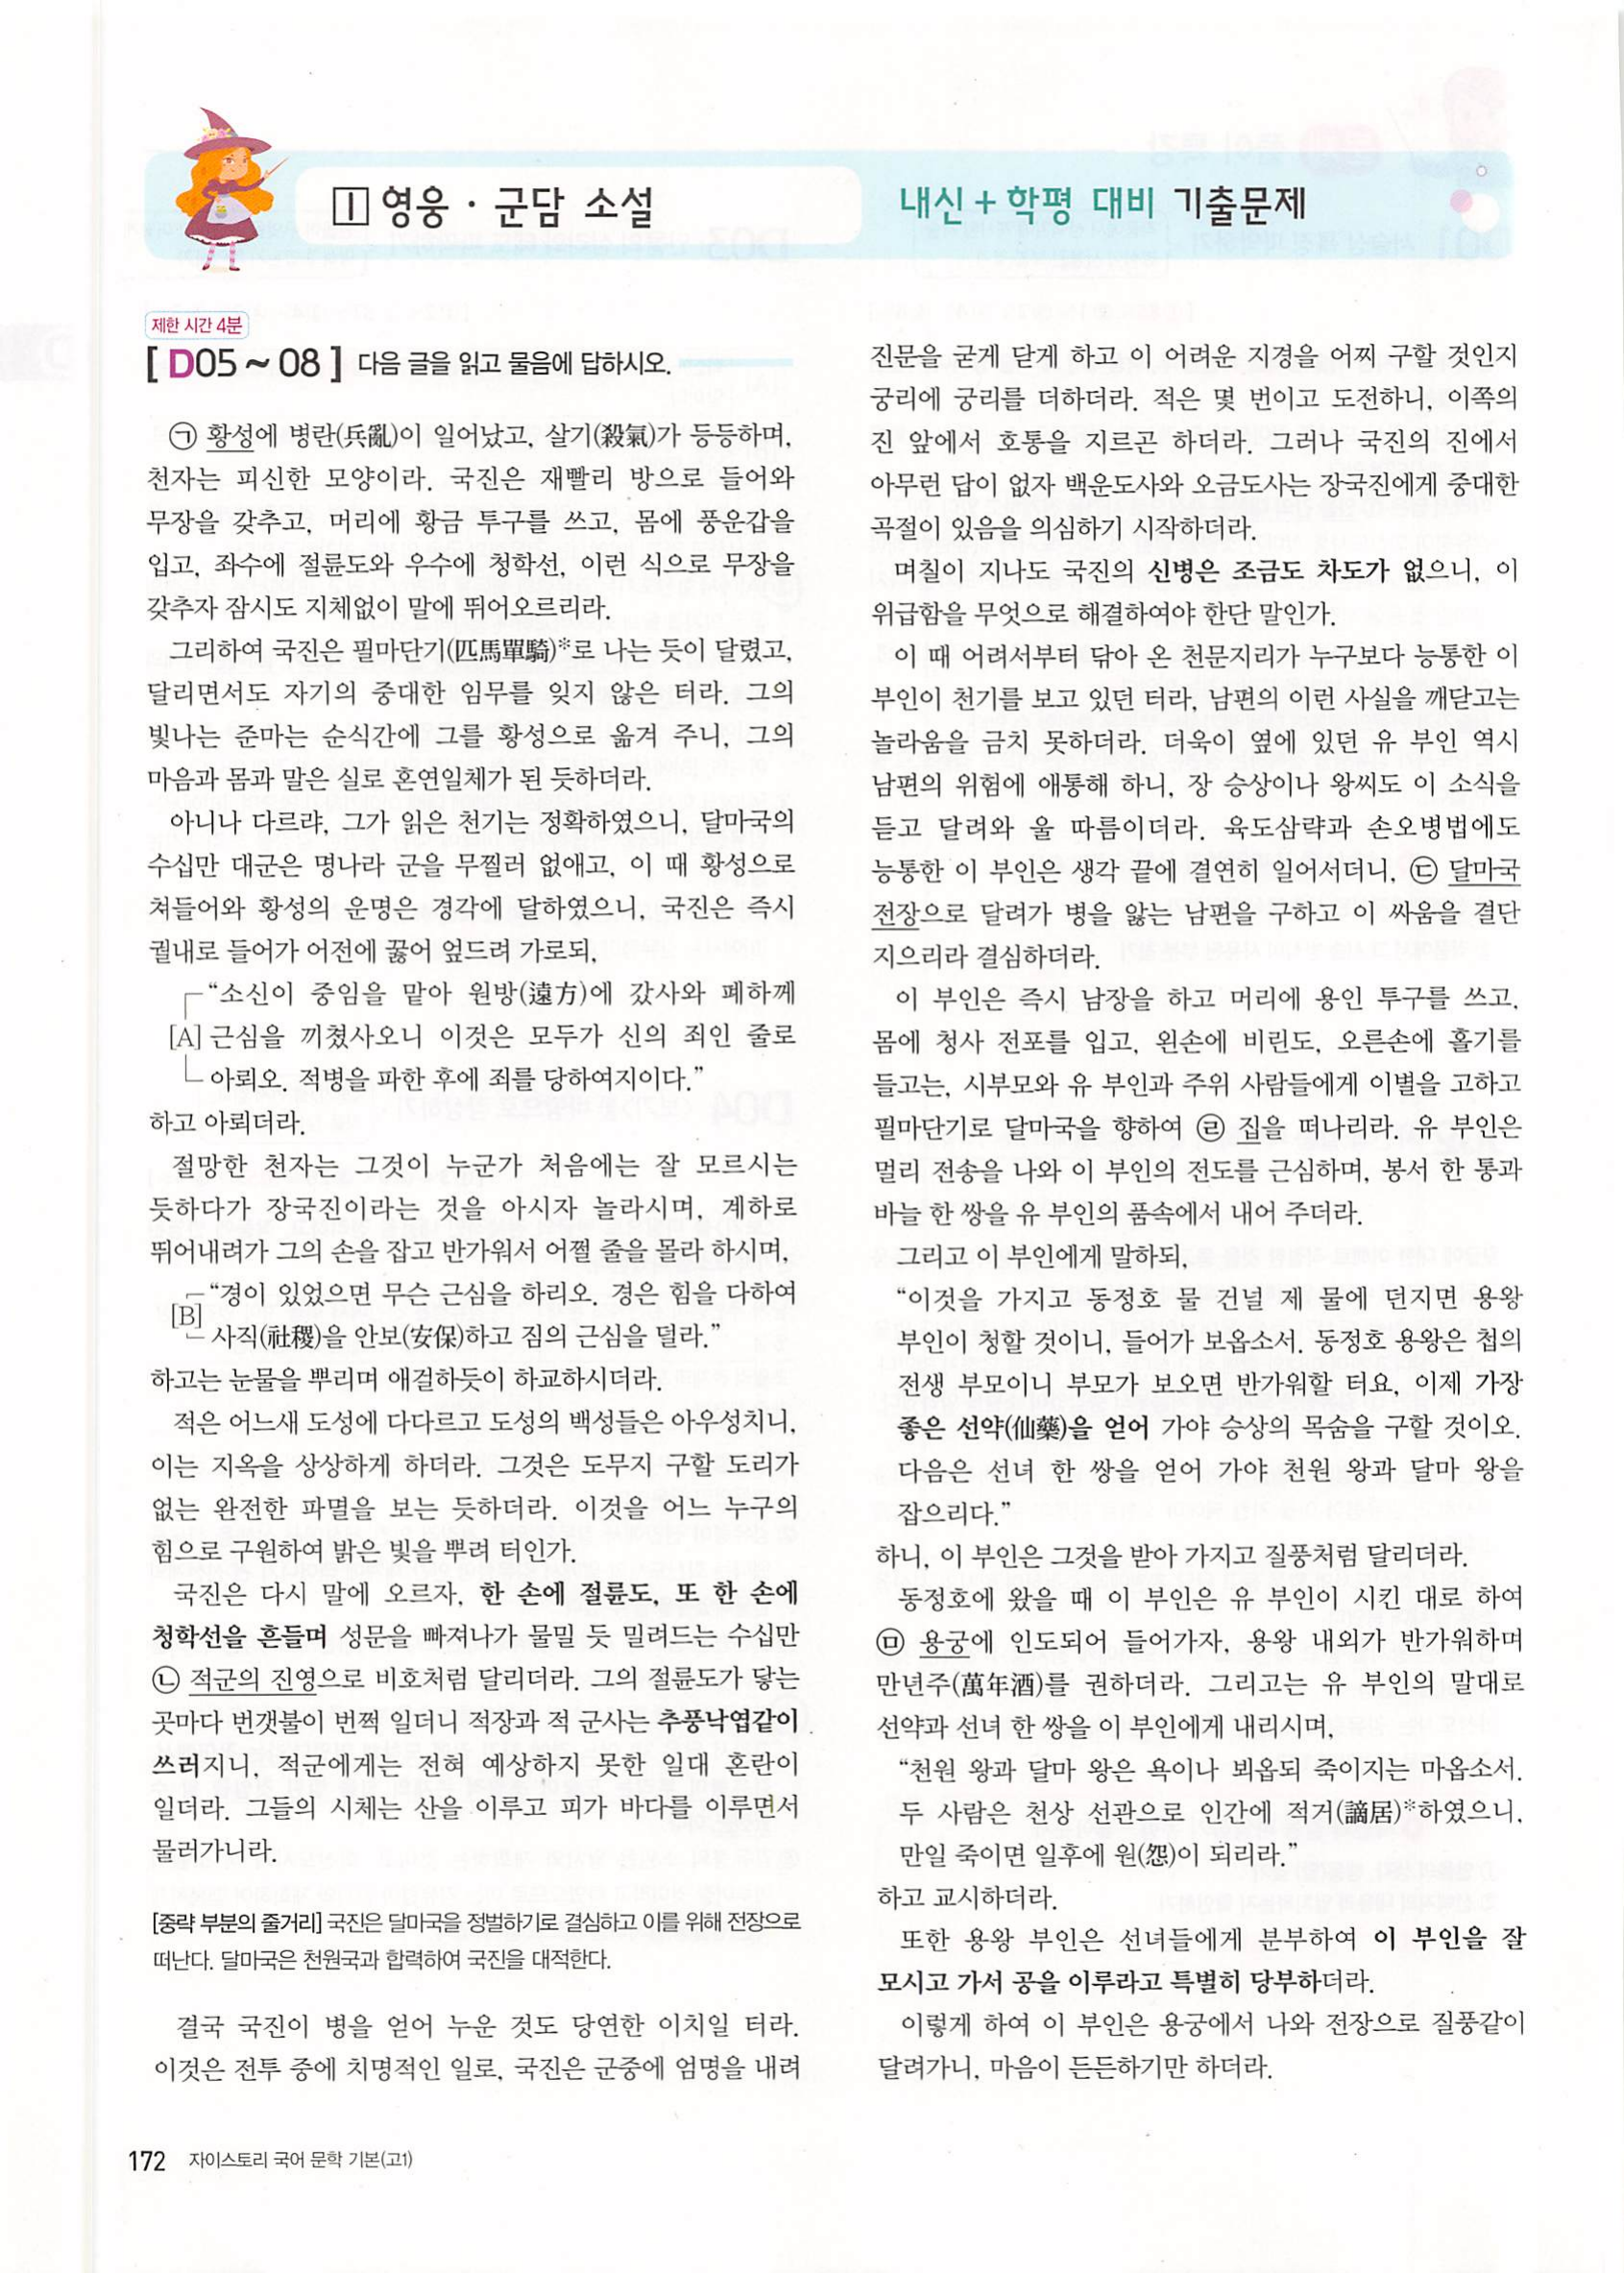 I 영웅·군담 소설
내신+학평 대비 기출문제
제한 시간 4분
[ D05 ~ 08 ] 다음 글을 읽고 물음에 답하시오.
㉠ 황성에 병란(兵亂)이 일어났고, 살기(殺氣)가 등등하며,
천자는 피신한 모양이라. 국진은 재빨리 방으로 들어와
무장을 갖추고, 머리에 황금 투구를 쓰고, 몸에 풍운갑을
입고, 좌수에 절륜도와 우수에 청학선, 이런 식으로 무장을
갖추자 잠시도 지체없이 말에 뛰어오르리라.
그리하여 국진은 필마단기(匹馬單騎)*로 나는 듯이 달렸고,
달리면서도 자기의 중대한 임무를 잊지 않은 터라. 그의
빛나는 준마는 순식간에 그를 황성으로 옮겨 주니, 그의
마음과 몸과 말은 실로 혼연일체가 된 듯하더라.
아니나 다르랴, 그가 읽은 천기는 정확하였으니, 달마국의
수십만 대군은 명나라 군을 무찔러 없애고, 이 때 황성으로
쳐들어와 황성의 운명은 경각에 달하였으니, 국진은 즉시
궐내로 들어가 어전에 꿇어 엎드려 가로되,
“소신이 중임을 맡아 원방(遠方)에 갔사와 폐하께
[A] 근심을 끼쳤사오니 이것은 모두가 신의 죄인 줄로
아뢰오. 적병을 파한 후에 죄를 당하여지이다.”
하고 아뢰더라.
절망한 천자는 그것이 누군가 처음에는 잘 모르시는
듯하다가 장국진이라는 것을 아시자 놀라시며, 계하로
뛰어내려가 그의 손을 잡고 반가워서 어쩔 줄을 몰라 하시며,
“경이 있었으면 무슨 근심을 하리오. 경은 힘을 다하여
[B] 사직(社稷)을 안보(安保)하고 짐의 근심을 덜라.”
하고는 눈물을 뿌리며 애걸하듯이 하교하시더라.
적은 어느새 도성에 다다르고 도성의 백성들은 아우성치니,
이는 지옥을 상상하게 하더라. 그것은 도무지 구할 도리가
없는 완전한 파멸을 보는 듯하더라. 이것을 어느 누구의
힘으로 구원하여 밝은 빛을 뿌려 터인가.
국진은 다시 말에 오르자, 한 손에 절륜도, 또 한 손에
청학선을 흔들며 성문을 빠져나가 물밀 듯 밀려드는 수십만
㉡ 적군의 진영으로 비호처럼 달리더라. 그의 절륜도가 닿는
곳마다 번갯불이 번쩍 일더니 적장과 적 군사는 추풍낙엽같이
쓰러지니, 적군에게는 전혀 예상하지 못한 일대 혼란이
일더라. 그들의 시체는 산을 이루고 피가 바다를 이루면서
물러가니라.
[중략 부분의 줄거리] 국진은 달마국을 정벌하기로 결심하고 이를 위해 전장으로
떠난다. 달마국은 천원국과 합력하여 국진을 대적한다.
결국 국진이 병을 얻어 누운 것도 당연한 이치일 터라.
이것은 전투 중에 치명적인 일로, 국진은 군중에 엄명을 내려
진문을 굳게 닫게 하고 이 어려운 지경을 어찌 구할 것인지
궁리에 궁리를 더하더라. 적은 몇 번이고 도전하니, 이쪽의
진 앞에서 호통을 지르곤 하더라. 그러나 국진의 진에서
아무런 답이 없자 백운도사와 오금도사는 장국진에게 중대한
곡절이 있음을 의심하기 시작하더라.
며칠이 지나도 국진의 신병은 조금도 차도가 없으니, 이
위급함을 무엇으로 해결하여야 한단 말인가.
이 때 어려서부터 닦아 온 천문지리가 누구보다 능통한 이
부인이 천기를 보고 있던 터라, 남편의 이런 사실을 깨닫고는
놀라움을 금치 못하더라. 더욱이 옆에 있던 유 부인 역시
남편의 위험에 애통해 하니, 장 승상이나 왕씨도 이 소식을
듣고 달려와 울 따름이더라. 육도삼략과 손오병법에도
능통한 이 부인은 생각 끝에 결연히 일어서더니, ㉢ 달마국
전장으로 달려가 병을 앓는 남편을 구하고 이 싸움을 결단
지으리라 결심하더라.
이 부인은 즉시 남장을 하고 머리에 용인 투구를 쓰고,
몸에 청사 전포를 입고, 왼손에 비린도, 오른손에 홀기를
들고는, 시부모와 유 부인과 주위 사람들에게 이별을 고하고
필마단기로 달마국을 향하여 ㉣ 집을 떠나리라. 유 부인은
멀리 전송을 나와 이 부인의 전도를 근심하며, 봉서 한 통과
바늘 한 쌍을 유 부인의 품속에서 내어 주더라.
그리고 이 부인에게 말하되,
“이것을 가지고 동정호 물 건널 제 물에 던지면 용왕
부인이 청할 것이니, 들어가 보옵소서. 동정호 용왕은 첩의
전생 부모이니 부모가 보오면 반가워할 터요, 이제 가장
좋은 선약(仙藥)을 얻어 가야 승상의 목숨을 구할 것이오.
다음은 선녀 한 쌍을 얻어 가야 천원 왕과 달마 왕을
잡으리다.”
하니, 이 부인은 그것을 받아 가지고 질풍처럼 달리더라.
동정호에 왔을 때 이 부인은 유 부인이 시킨 대로 하여
㉤ 용궁에 인도되어 들어가자, 용왕 내외가 반가워하며
만년주(萬年酒)를 권하더라. 그리고는 유 부인의 말대로
선약과 선녀 한 쌍을 이 부인에게 내리시며,
“천원 왕과 달마 왕은 욕이나 뵈옵되 죽이지는 마옵소서.
두 사람은 천상 선관으로 인간에 적거(謫居)*하였으니,
만일 죽이면 일후에 원(怨)이 되리라.”
하고 교시하더라.
또한 용왕 부인은 선녀들에게 분부하여 이 부인을 잘
모시고 가서 공을 이루라고 특별히 당부하더라.
이렇게 하여 이 부인은 용궁에서 나와 전장으로 질풍같이
달려가니, 마음이 든든하기만 하더라.
172 자이스토리 국어 문학 기본(고1)